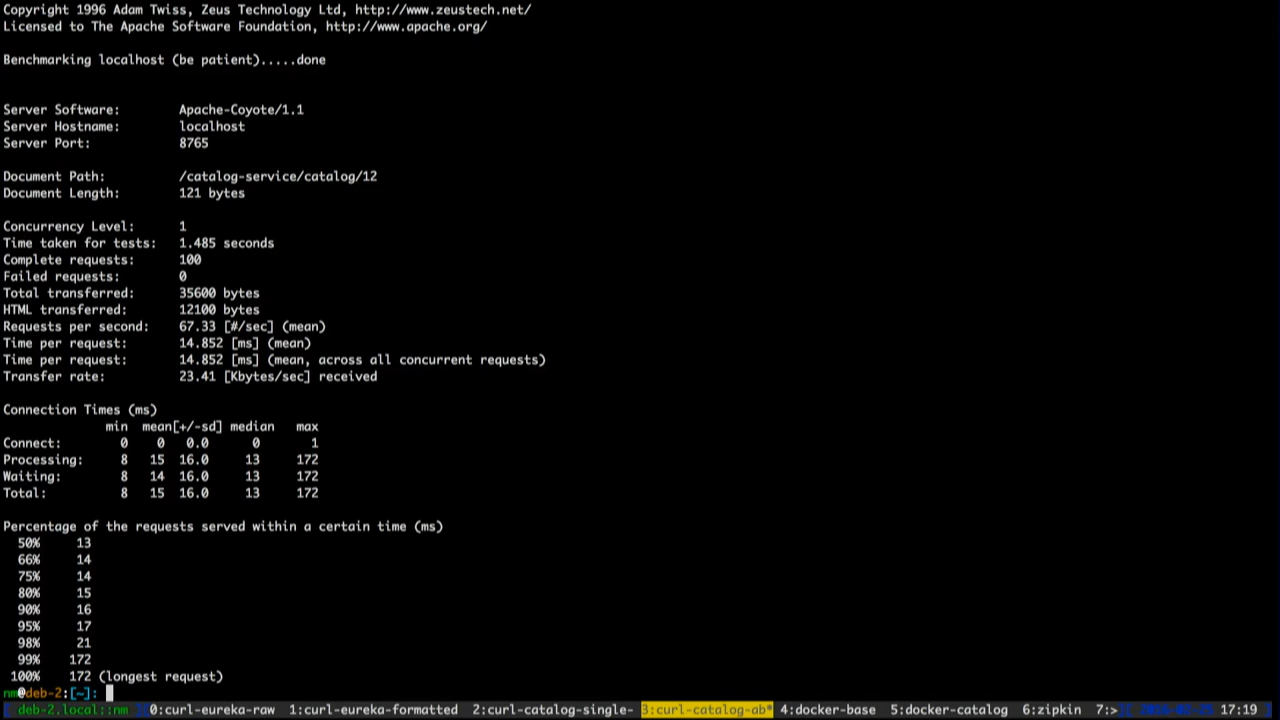 Copyright 1996 Adam Twiss, Zeus Technology Ltd, http://www.zeustech.net/
Licensed to The Apache Software Foundation, http://www.apache.org/
Benchmarking localhost (be patient).....done
Server Software: Apache-Coyote/1.1
Server Hostname: localhost
Server Port: 8765
Document Path: /catalog-service/catalog/12
Document Length: 121 bytes
Concurrency Level: 1
Time taken for tests: 1.485 seconds
Complete requests: 100
Failed requests: 0
Total transferred: 35600 bytes
HTML transferred: 12100 bytes
Requests per second: 67.33 [#/sec] (mean)
Time per request: 14.852 [ms] (mean)
Time per request: 14.852 [ms] (mean, across all concurrent requests)
Transfer rate: 23.41 [Kbytes/sec] received
Connection Times (ms)
min mean[+/-sd] median max
Connect: 0 0 0.0 0 1
Processing: 8 15 16.0 13 172
Waiting: 8 14 16.0 13 172
Total: 8 15 16.0 13 172
Percentage of the requests served within a certain time (ms)
50% 13
66% 14
75% 14
80% 15
90% 16
95% 17
98% 21
99% 172
100% 172 (longest request)
nm@deb-2:[~]:
[ deb-2.local::nm ][0:curl-eureka-raw 1:curl-eureka-formatted 2:curl-catalog-single- 3:curl-catalog-ab* 4:docker-base 5:docker-catalog 6:zipkin 7:>][ 17:19 ]